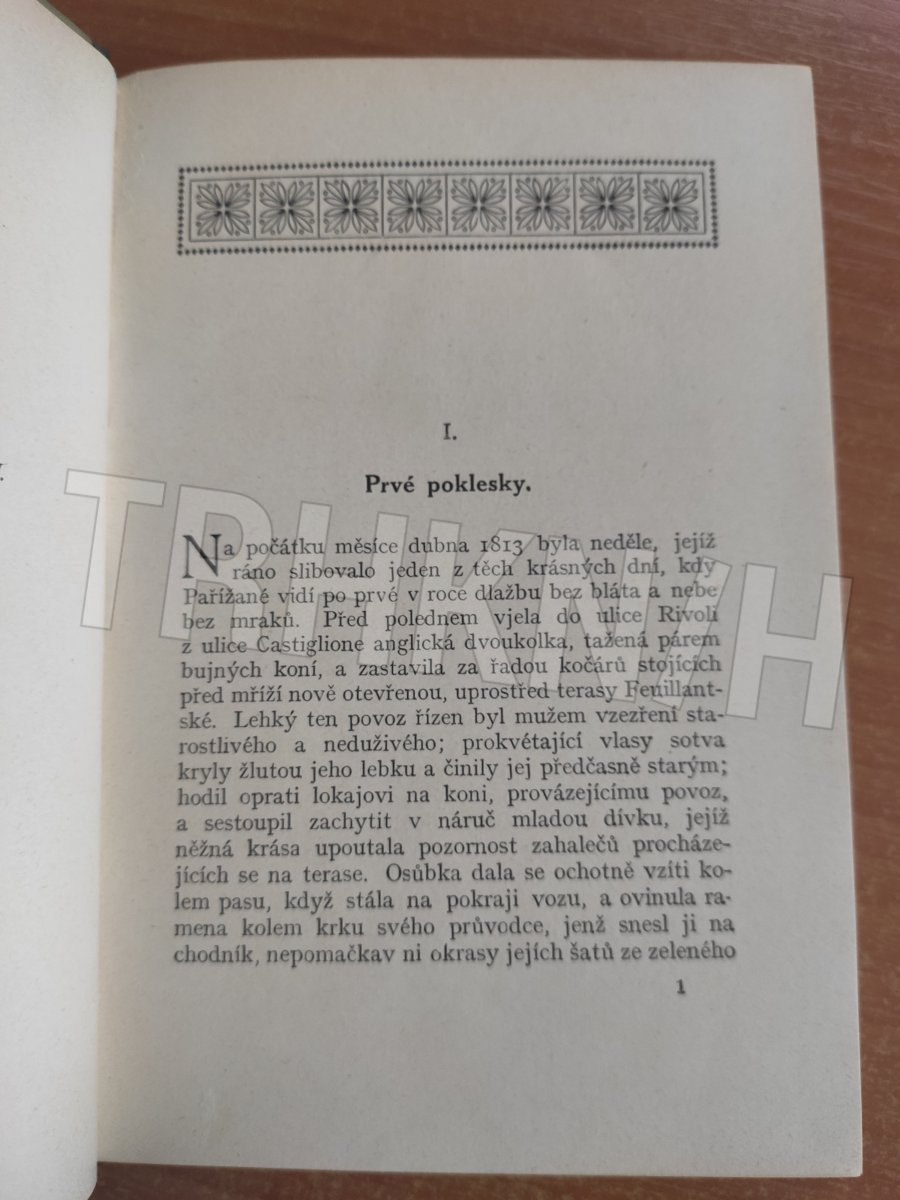 I.
Prvé poklesky.
Na počátku měsíce dubna 1813 byla neděle, jejíž
ráno slibovalo jeden z těch krásných dní, kdy
Pařížané vidí po prvé v roce dlažbu bez bláta a nebe
bez mraků. Před polednem vjela do ulice Rivoli
z ulice Castiglione anglická dvoukolka, tažená párem
bujných koní, a zastavila za řadou kočárů stojících
před mříží nově otevřenou, uprostřed terasy Feuillant-
ské. Lehký ten povoz řízen byl mužem vzezření sta-
rostlivého a neduživého; prokvétající vlasy sotva
kryly žlutou jeho lebku a činily jej předčasně starým;
hodil oprati lokajovi na koni, provázejícímu povoz,
a sestoupil zachytit v náruč mladou dívku, jejíž
něžná krása upoutala pozornost zahalečů procháze-
jících se na terase. Osůbka dala se ochotně vzíti ko-
lem pasu, když stála na pokraji vozu, a ovinula ra-
mena kolem krku svého průvodce, jenž snesl ji na
chodník, nepomačkav ni okrasy jejích šatů ze zeleného
1
TRHKNIH